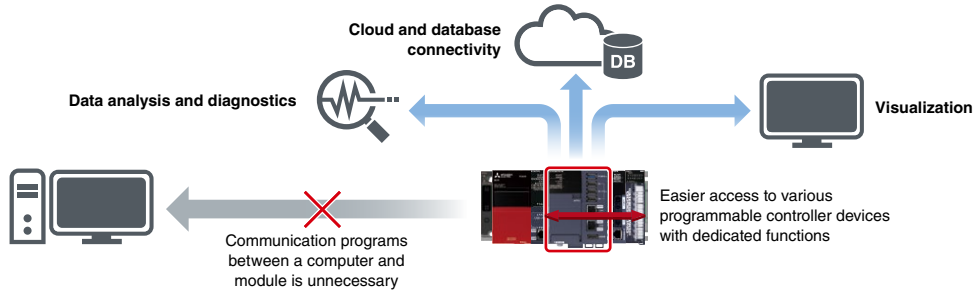 Cloud and database
connectivity
DB
Data analysis and diagnostics
Visualization
Easier access to various
programmable controller devices
with dedicated functions
Communication programs
between a computer and
module is unnecessary